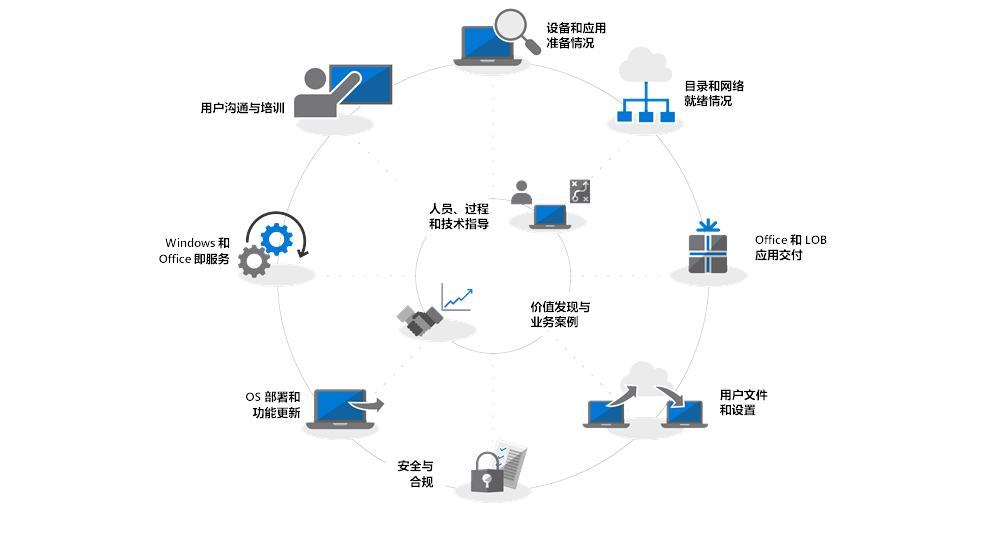 设备和应用
准备情况
目录和网络
就绪情况
用户沟通与培训
人员、过程
和技术指导
Windows 和
Office 即服务
Office 和 LOB
应用交付
价值发现与
业务案例
OS 部署和
功能更新
用户文件
和设置
安全与
合规